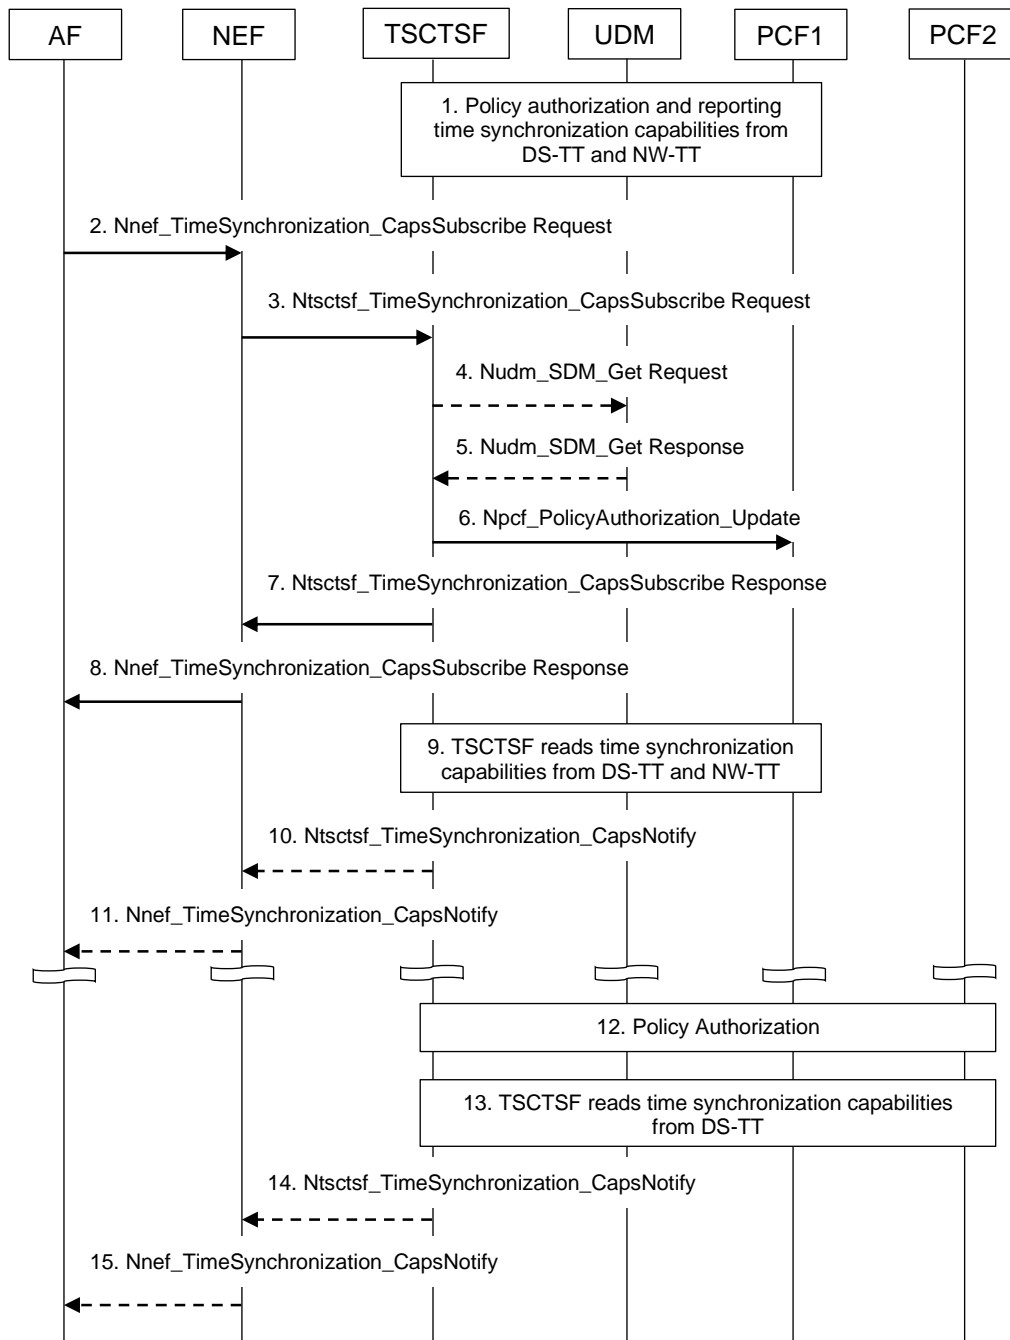 AF
NEF
TSCTSF
UDM
PCF1
PCF2
1. Policy authorization and reporting
time synchronization capabilities from
DS-TT and NW-TT
2. Nnef_TimeSynchronization_CapsSubscribe Request
3. Ntsctsf_TimeSynchronization_CapsSubscribe Request
4. Nudm_SDM_Get Request
5. Nudm_SDM_Get Response
6. Npcf_PolicyAuthorization_Update
7. Ntsctsf_TimeSynchronization_CapsSubscribe Response
8. Nnef_TimeSynchronization_CapsSubscribe Response
9. TSCTSF reads time synchronization
capabilities from DS-TT and NW-TT
10. Ntsctsf_TimeSynchronization_CapsNotify
11. Nnef_TimeSynchronization_CapsNotify
12. Policy Authorization
13. TSCTSF reads time synchronization capabilities
from DS-TT
14. Ntsctsf_TimeSynchronization_CapsNotify
15. Nnef_TimeSynchronization_CapsNotify